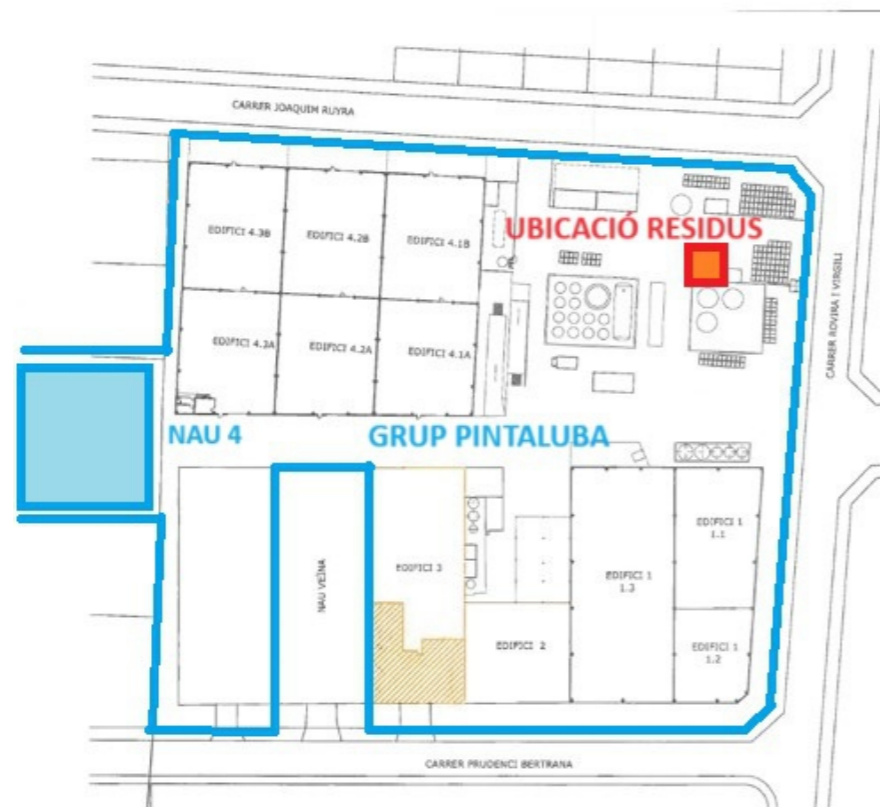 CARRER JOAQUIM RUYRA
UBICACIÓ RESIDUS
EDIFICI 4.3B
EDIFICI 4.2B
EDIFICI 4.1B
CARRER ROVIRA I VIRGILI
EDIFICI 4.3A
EDIFICI 4.2A
EDIFICI 4.1A
NAU 4
GRUP PINTALUBA
EDIFICI 1
1.1
NAU VEÏNA
EDIFICI 3
EDIFICI 1
1.3
EDIFICI 2
EDIFICI 1
1.2
CARRER PRUDENCI BERTRANA